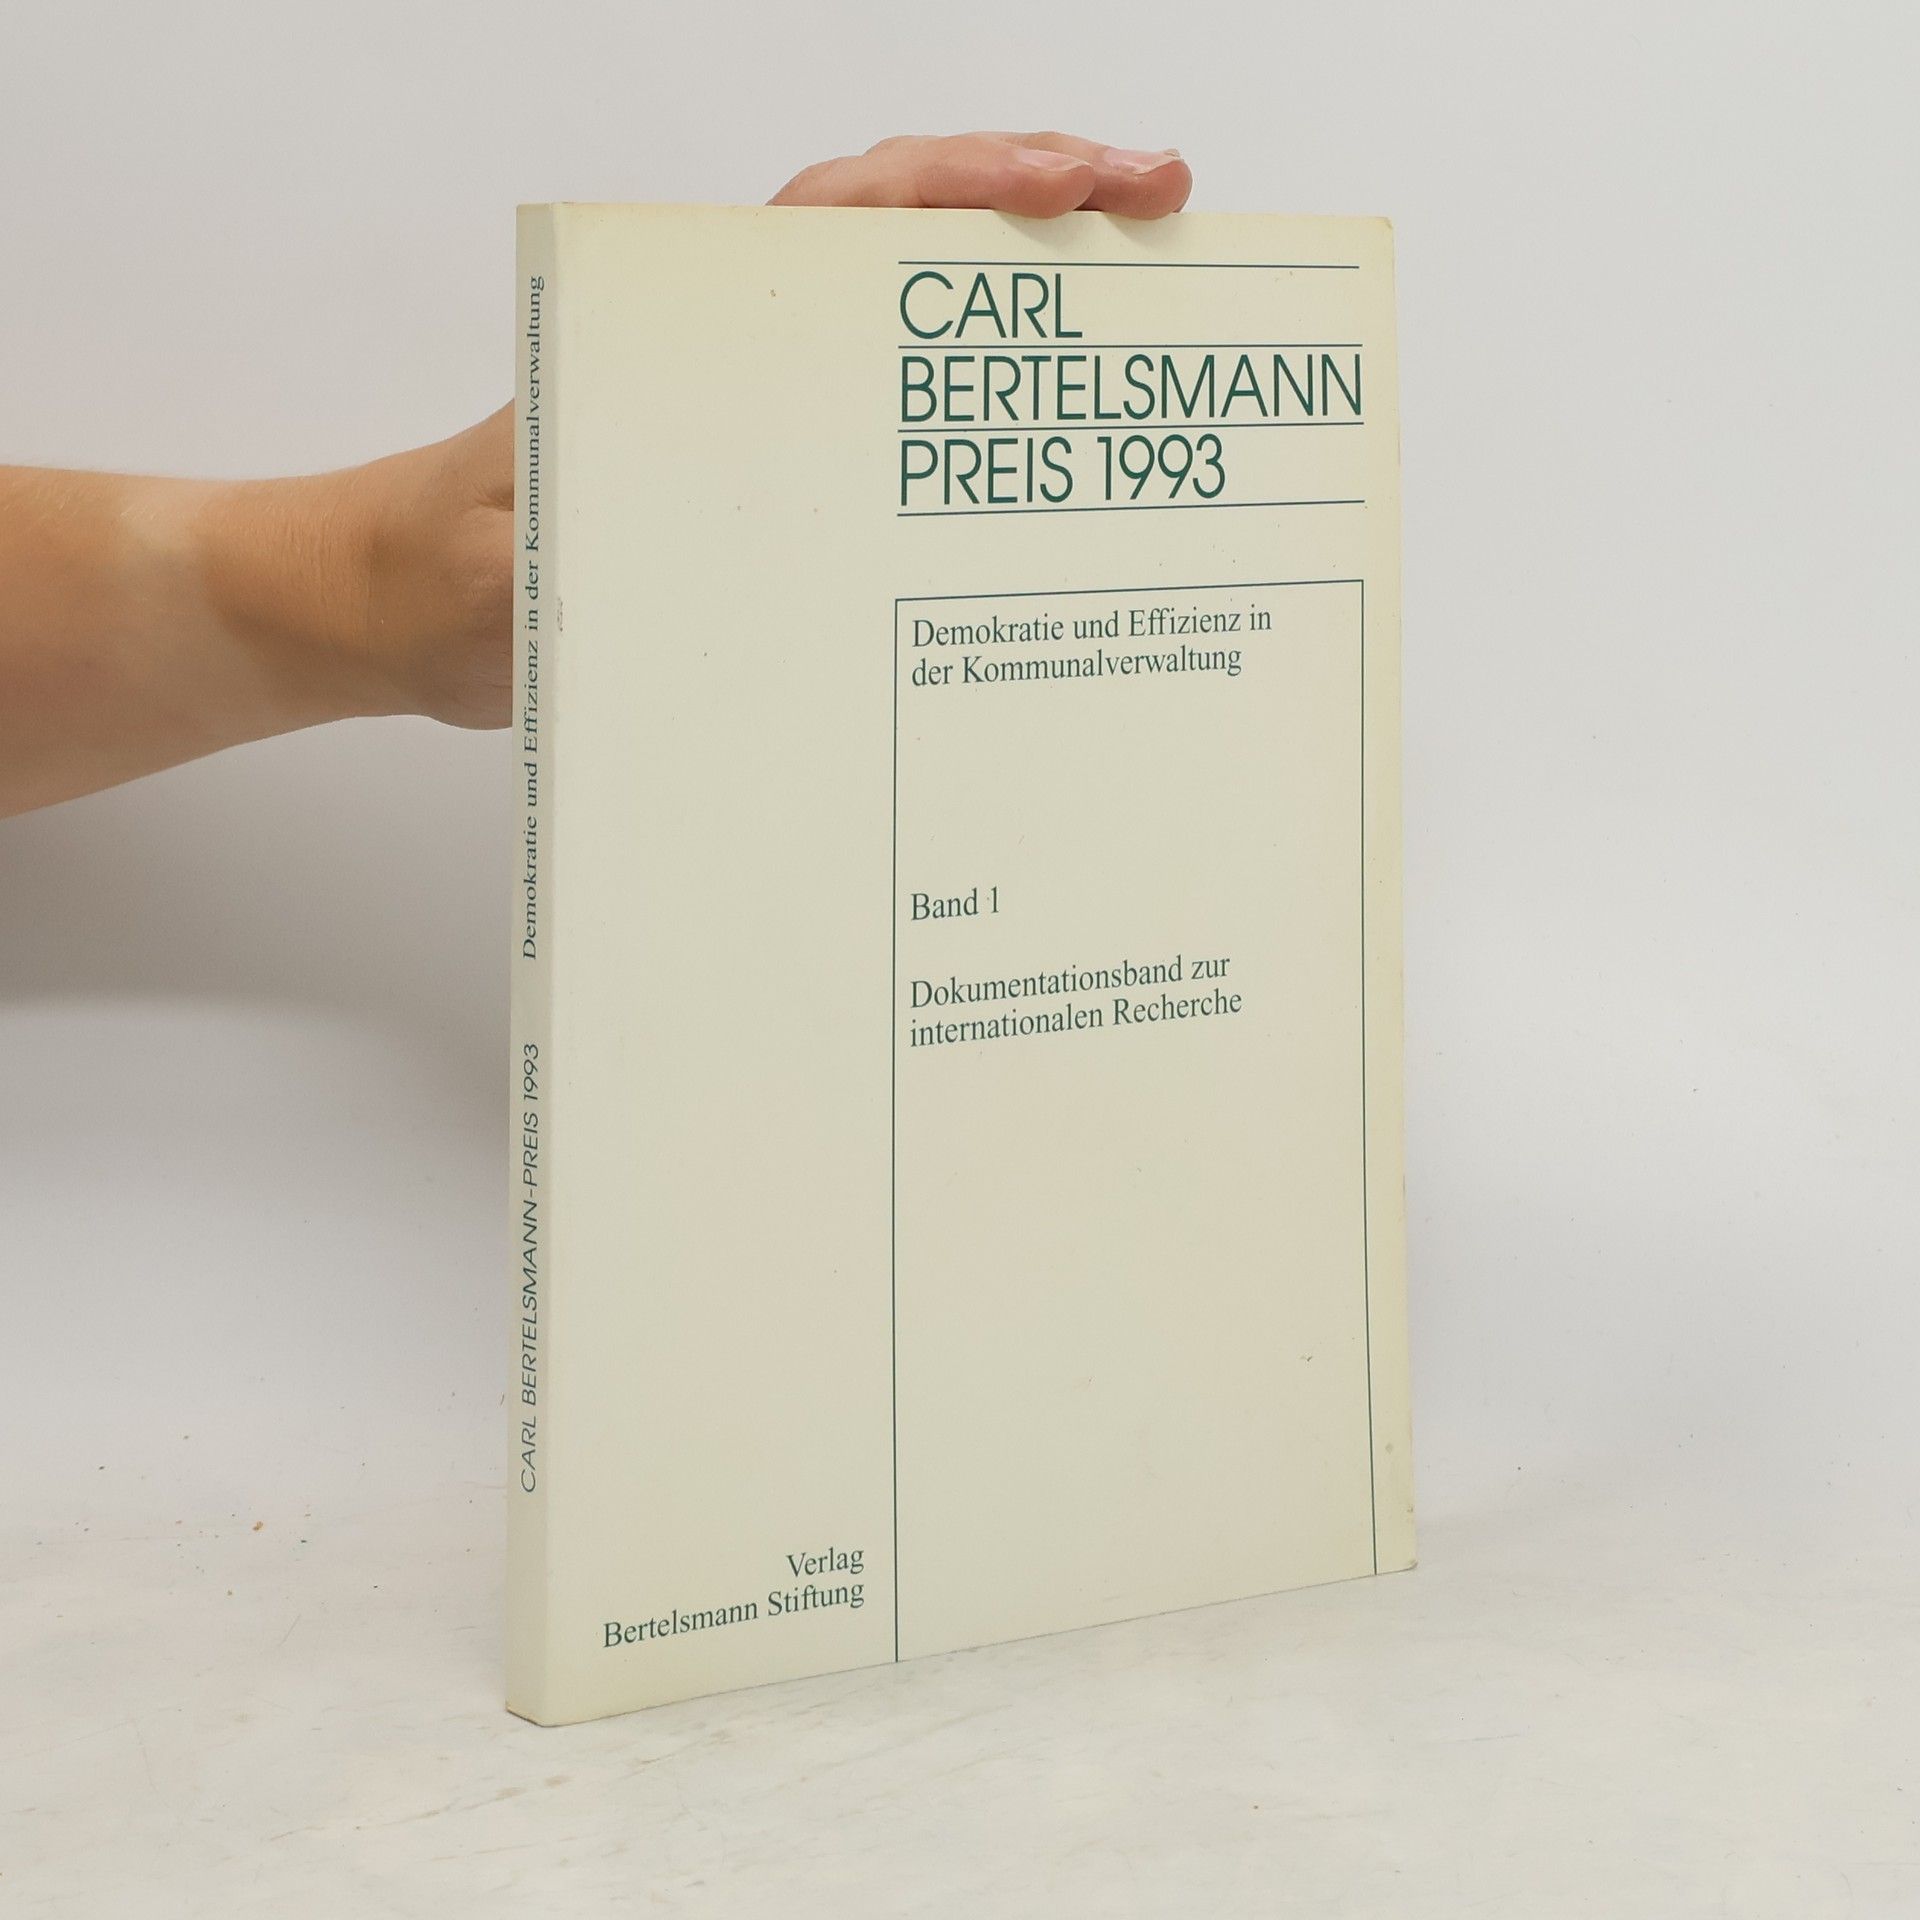 CARL
BERTELSMANN
PREIS 1993
Demokratie und Effizienz in
der Kommunalverwaltung
Band 1
Dokumentationsband zur
internationalen Recherche
Verlag
Bertelsmann Stiftung
CARL BERTELSMANN-PREIS 1993 Demokratie und Effizienz in der Kommunalverwaltung